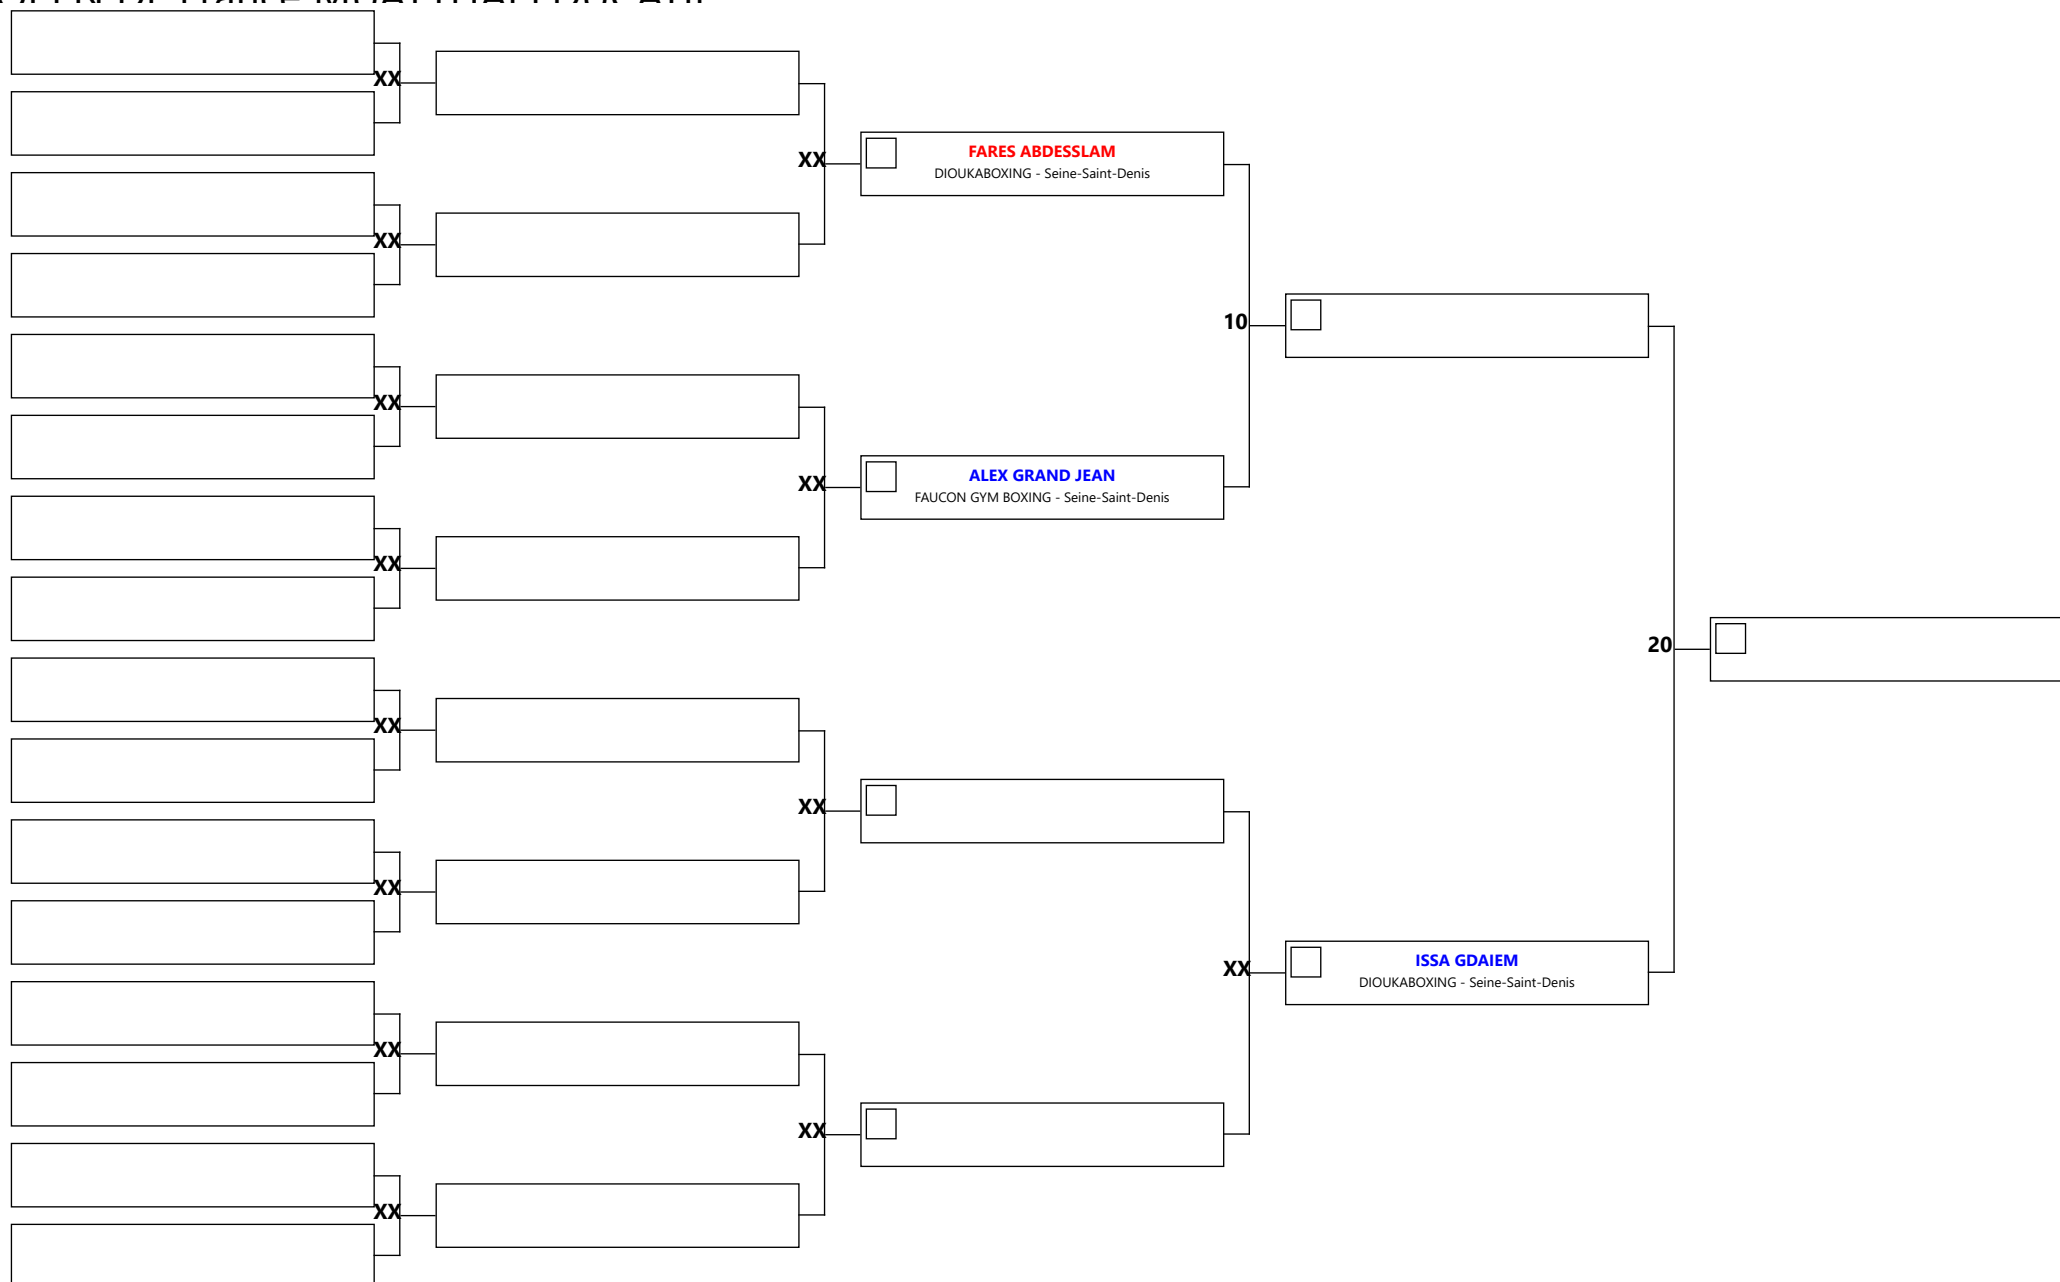 XX
XX
FARES ABDESSLAM
DIOUKABOXING - Seine-Saint-Denis
XX
10
XX
ALEX GRAND JEAN
FAUCON GYM BOXING - Seine-Saint-Denis
XX
XX
20
XX
XX
XX
XX
ISSA GDAIEM
DIOUKABOXING - Seine-Saint-Denis
XX
XX
XX